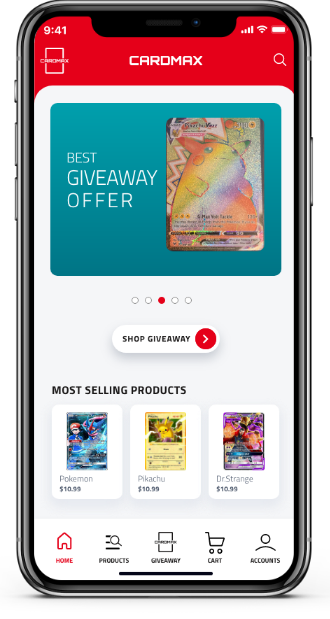 9:41
CARDMAX
CARDMAX
BEST
GIVEAWAY
OFFER
SHOP GIVEAWAY
MOST SELLING PRODUCTS
Pokemon
$10.99
Pikachu
$10.99
Dr.Strange
$10.99
CARDMAX
HOME
PRODUCTS
GIVEAWAY
CART
ACCOUNTS